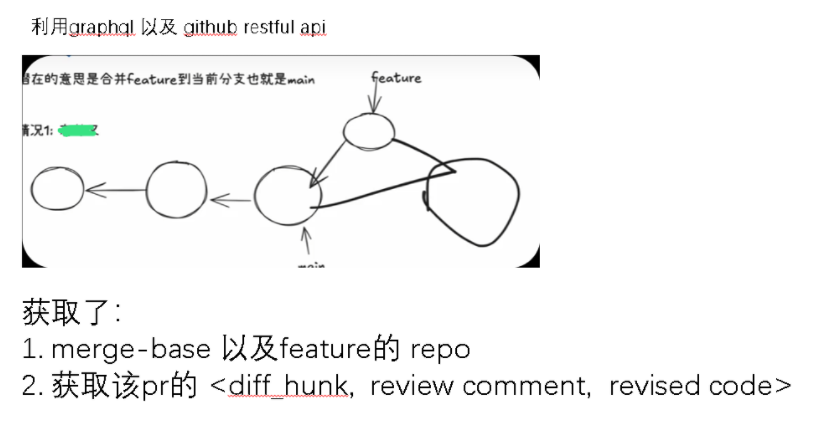 利用graphql 以及 github restful api
潜在的意思是合并feature到当前分支也就是main
feature
情况1:
main
获取了：
1. merge-base 以及feature的 repo
2. 获取该pr的 <diff_hunk, review comment, revised code>